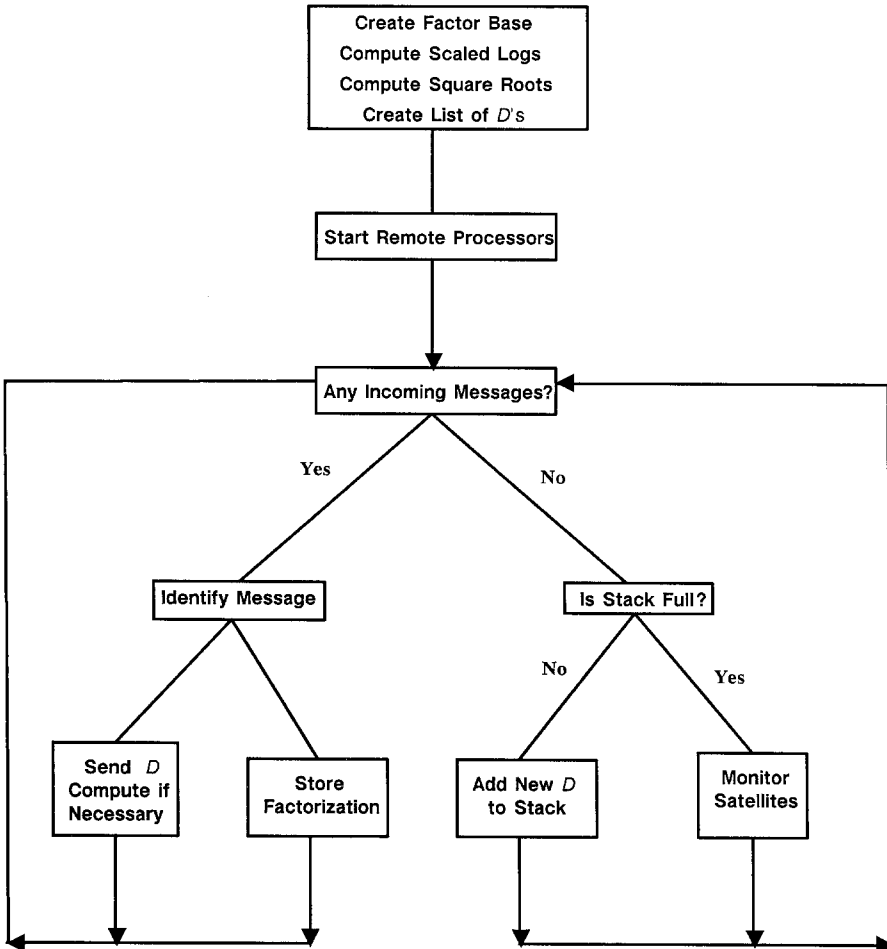 Create Factor Base
Compute Scaled Logs
Compute Square Roots
Create List of D's
Start Remote Processors
Any Incoming Messages?
Yes
No
Identify Message
Is Stack Full?
No
Yes
Send D
Compute if
Necessary
Store
Factorization
Add New D
to Stack
Monitor
Satellites